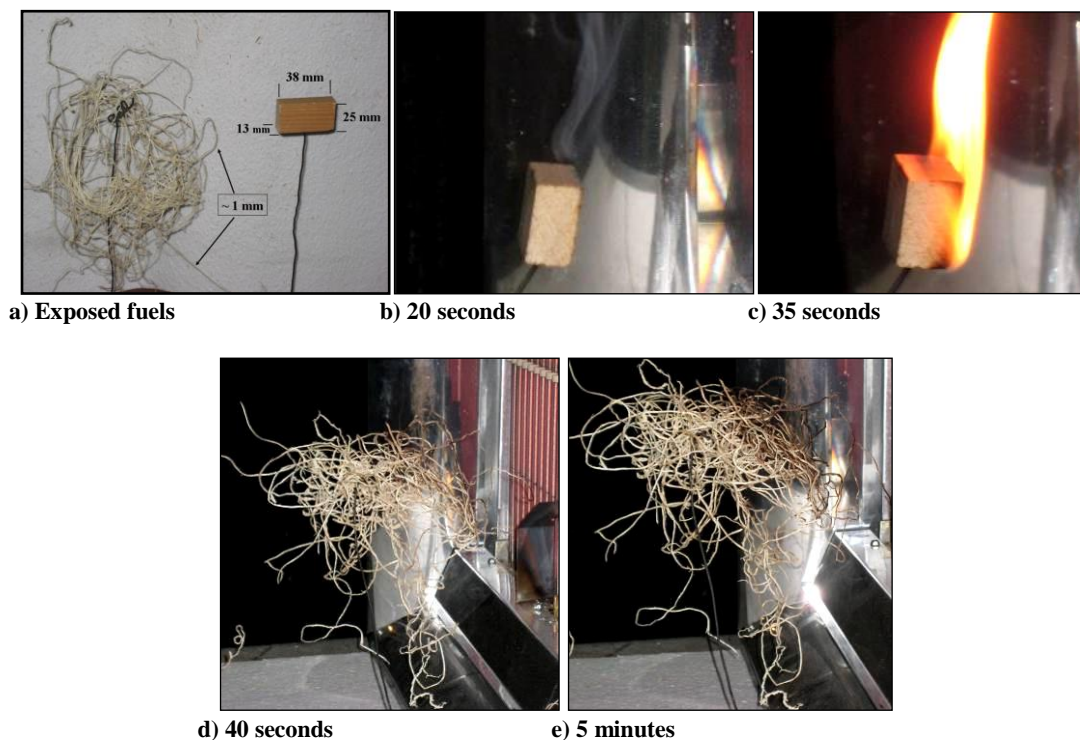 38 mm
13 mm
25 mm
~ 1 mm
a) Exposed fuels
b) 20 seconds
c) 35 seconds
d) 40 seconds
e) 5 minutes